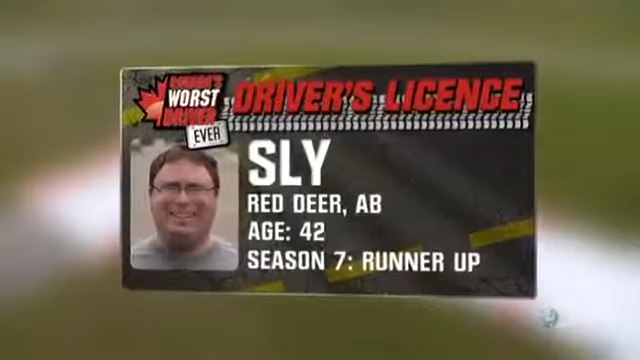 CANADA'S
WORST
DRIVER
EVER
DRIVER'S LICENCE
SLY
RED DEER, AB
AGE: 42
SEASON 7: RUNNER UP